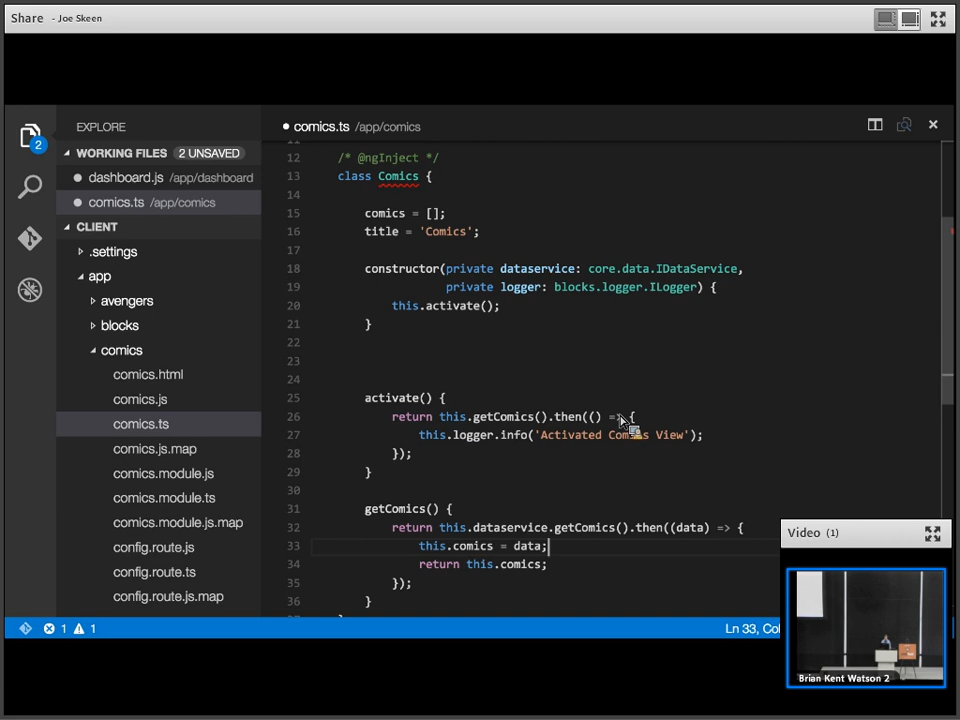 Share - Joe Skeen
EXPLORE
2
WORKING FILES 2 UNSAVED
dashboard.js /app/dashboard
comics.ts /app/comics
CLIENT
.settings
app
avengers
blocks
comics
comics.html
comics.js
comics.ts
comics.js.map
comics.module.js
comics.module.ts
comics.module.js.map
config.route.js
config.route.ts
config.route.js.map
comics.ts /app/comics
12 /* @ngInject */
13 class Comics {
14
15 comics = [];
16 title = 'Comics';
17
18 constructor(private dataservice: core.data.IDataService,
19 private logger: blocks.logger.ILogger) {
20 this.activate();
21 }
22
23
24
25 activate() {
26 return this.getComics().then(() => {
27 this.logger.info('Activated Comics View');
28 });
29 }
30
31 getComics() {
32 return this.dataservice.getComics().then((data) => {
33 this.comics = data;
34 return this.comics;
35 });
36 }
1 1
Ln 33, Col
Video (1)
Brian Kent Watson 2